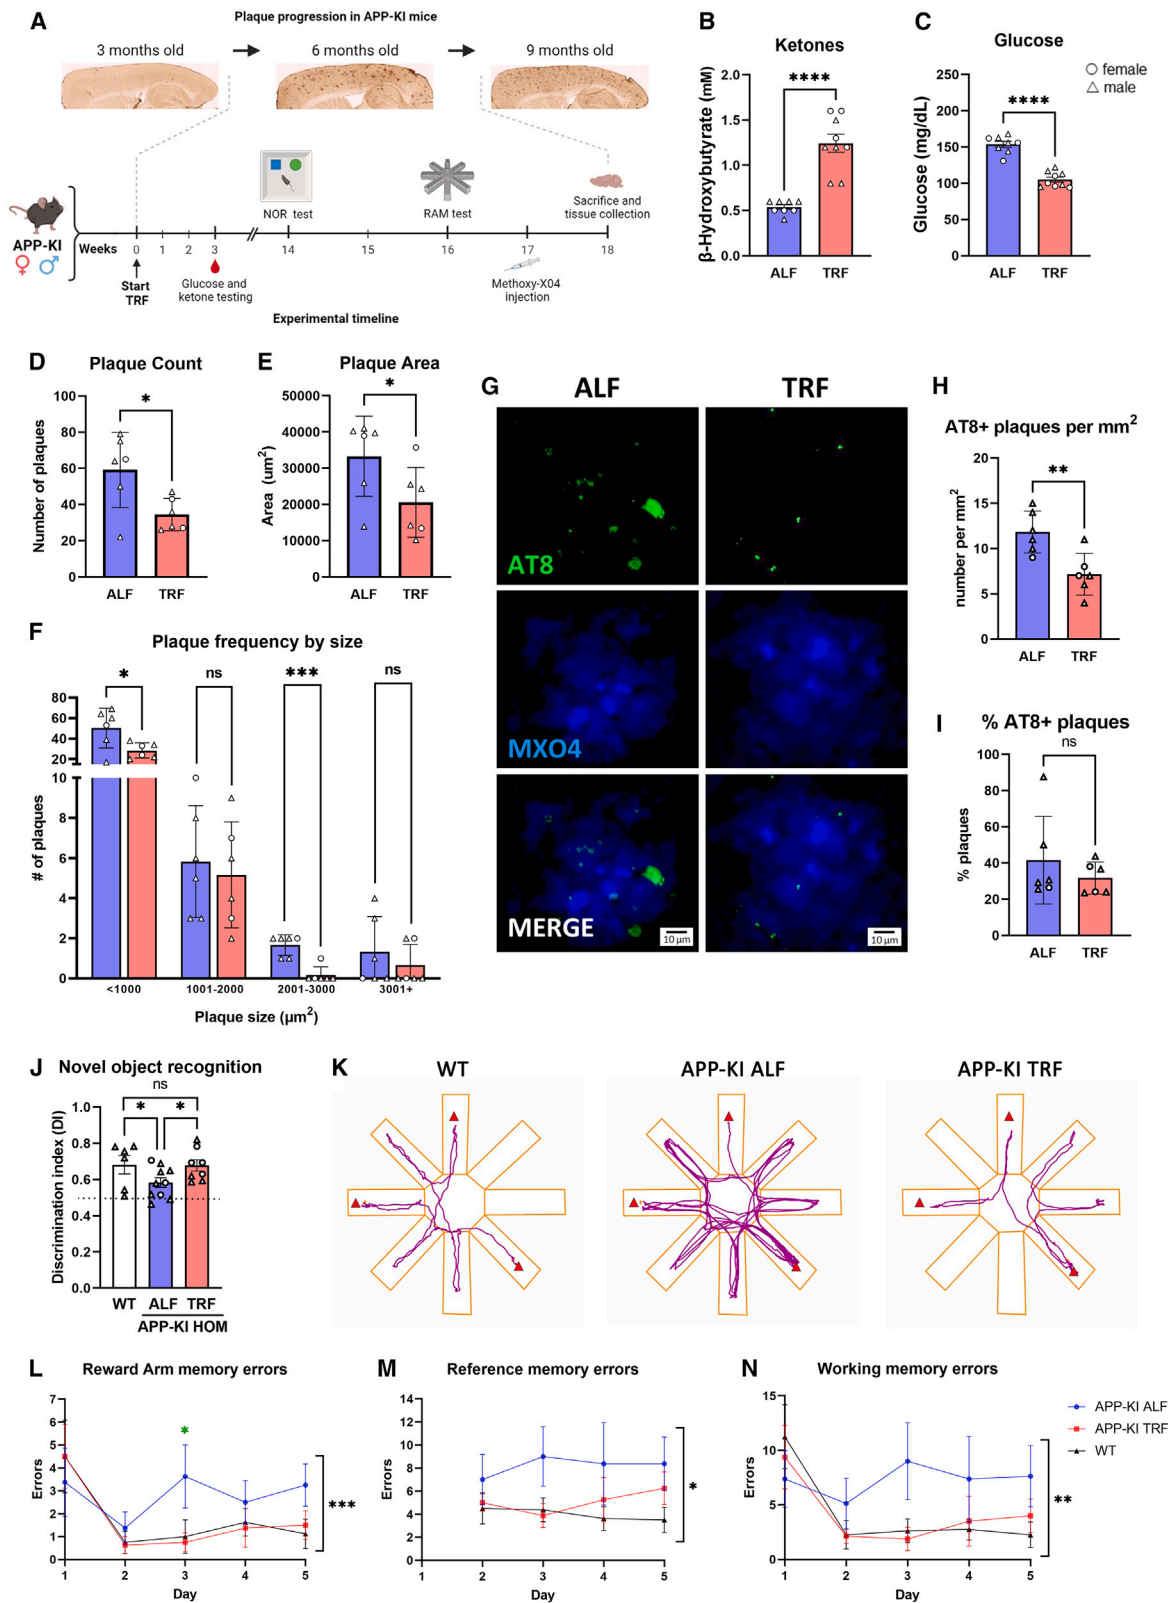 A
Plaque progression in APP-KI mice
3 months old
6 months old
9 months old
NOR test
RAM test
Sacrifice and
tissue collection
APP-KI
Weeks
0 1 2 3 14 15 16 17 18
Start
TRF
Glucose and
ketone testing
Methoxy-X04
injection
Experimental timeline
B
Ketones
β-Hydroxybutyrate (mM)
2.0
1.5
1.0
0.5
0.0
****
ALF TRF
C
Glucose
Glucose (mg/dL)
250
200
150
100
50
0
****
ALF TRF
female
male
D
Plaque Count
Number of plaques
100
80
60
40
20
0
*
ALF TRF
E
Plaque Area
Area (um²)
50000
40000
30000
20000
10000
0
*
ALF TRF
F
Plaque frequency by size
# of plaques
80
60
40
20
10
8
6
4
2
0
* ns *** ns
<1000 1001-2000 2001-3000 3001+
Plaque size (μm²)
G
ALF TRF
AT8
MXO4
MERGE
10 μm
10 μm
H
AT8+ plaques per mm²
number per mm²
20
15
10
5
0
**
ALF TRF
I
% AT8+ plaques
% plaques
100
80
60
40
20
0
ns
ALF TRF
J
Novel object recognition
Discrimination index (DI)
1.0
0.8
0.6
0.4
0.2
0.0
ns
* *
WT ALF TRF
APP-KI HOM
K
WT APP-KI ALF APP-KI TRF
L
Reward Arm memory errors
Errors
7
6
5
4
3
2
1
0
*
***
1 2 3 4 5
Day
M
Reference memory errors
Errors
14
12
10
8
6
4
2
0
*
1 2 3 4 5
Day
N
Working memory errors
Errors
15
10
5
0
**
1 2 3 4 5
Day
APP-KI ALF
APP-KI TRF
WT